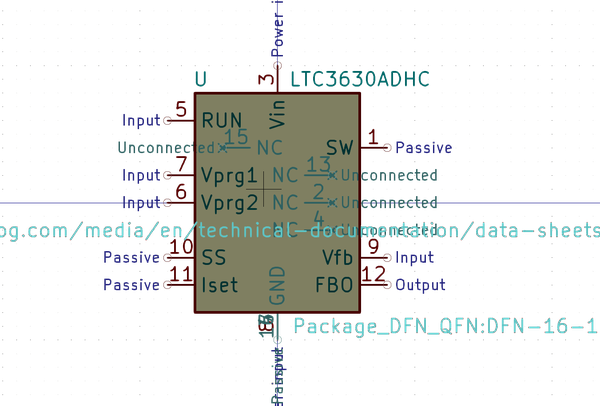 Power i
U LTC3630ADHC
3
Vin
Input 5 RUN
Unconnected 15 NC SW 1 Passive
Input 7 Vprg1 NC 13 Unconnected
Input 6 Vprg2 NC 2 Unconnected
NC 4 Unconnected
og.com/media/en/technical-documentation/data-sheets
Passive 10 SS Vfb 9 Input
Passive 11 Iset FBO 12 Output
GND
Package_DFN_QFN:DFN-16-1